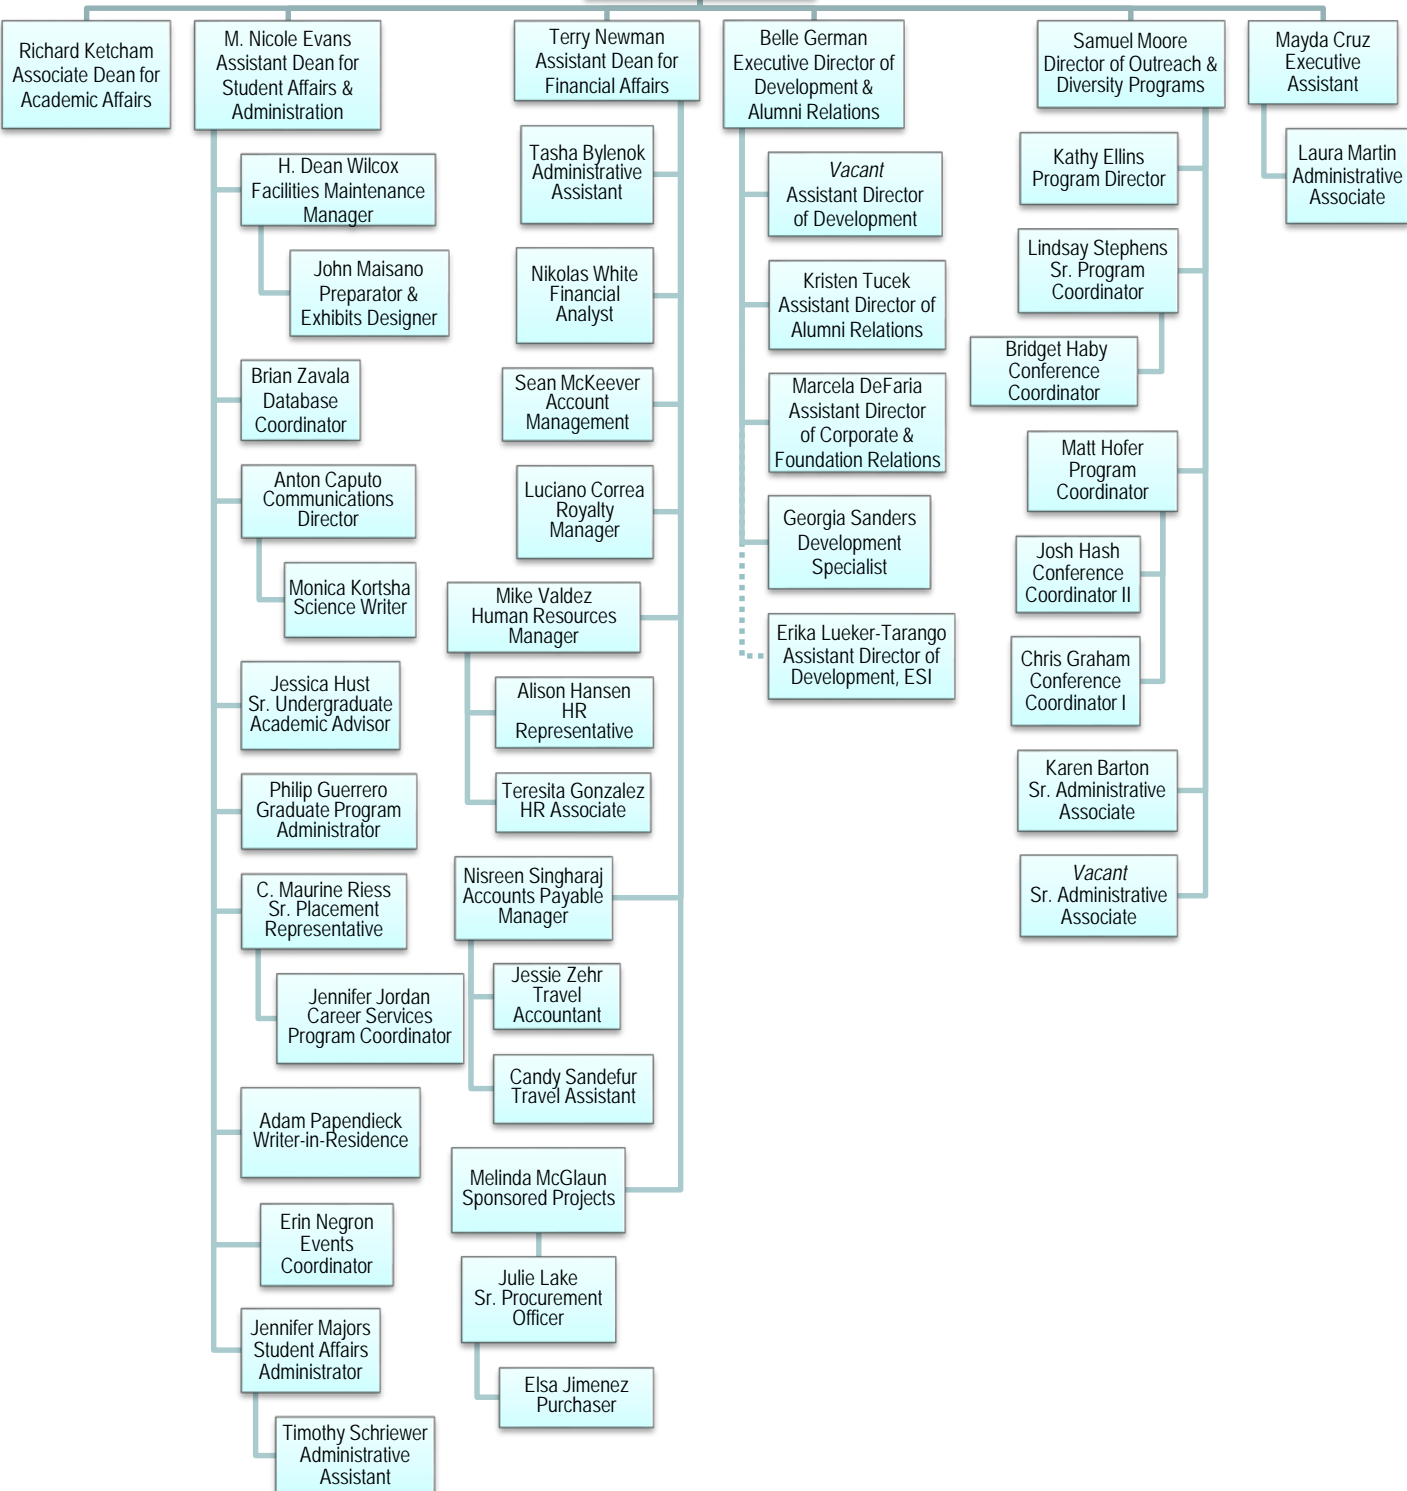 Richard Ketcham
Associate Dean for
Academic Affairs
M. Nicole Evans
Assistant Dean for
Student Affairs &
Administration
H. Dean Wilcox
Facilities Maintenance
Manager
John Maisano
Preparator &
Exhibits Designer
Brian Zavala
Database
Coordinator
Anton Caputo
Communications
Director
Monica Kortsha
Science Writer
Jessica Hust
Sr. Undergraduate
Academic Advisor
Philip Guerrero
Graduate Program
Administrator
C. Maurine Riess
Sr. Placement
Representative
Jennifer Jordan
Career Services
Program Coordinator
Adam Papendieck
Writer-in-Residence
Erin Negron
Events
Coordinator
Jennifer Majors
Student Affairs
Administrator
Timothy Schriewer
Administrative
Assistant
Terry Newman
Assistant Dean for
Financial Affairs
Tasha Bylenok
Administrative
Assistant
Nikolas White
Financial
Analyst
Sean McKeever
Account
Management
Luciano Correa
Royalty
Manager
Mike Valdez
Human Resources
Manager
Alison Hansen
HR
Representative
Teresita Gonzalez
HR Associate
Nisreen Singharaj
Accounts Payable
Manager
Jessie Zehr
Travel
Accountant
Candy Sandefur
Travel Assistant
Melinda McGlaun
Sponsored Projects
Julie Lake
Sr. Procurement
Officer
Elsa Jimenez
Purchaser
Belle German
Executive Director of
Development &
Alumni Relations
Vacant
Assistant Director
of Development
Kristen Tucek
Assistant Director of
Alumni Relations
Marcela DeFaria
Assistant Director
of Corporate &
Foundation Relations
Georgia Sanders
Development
Specialist
Erika Lueker-Tarango
Assistant Director of
Development, ESI
Samuel Moore
Director of Outreach &
Diversity Programs
Kathy Ellins
Program Director
Lindsay Stephens
Sr. Program
Coordinator
Bridget Haby
Conference
Coordinator
Matt Hofer
Program
Coordinator
Josh Hash
Conference
Coordinator II
Chris Graham
Conference
Coordinator I
Karen Barton
Sr. Administrative
Associate
Vacant
Sr. Administrative
Associate
Mayda Cruz
Executive
Assistant
Laura Martin
Administrative
Associate